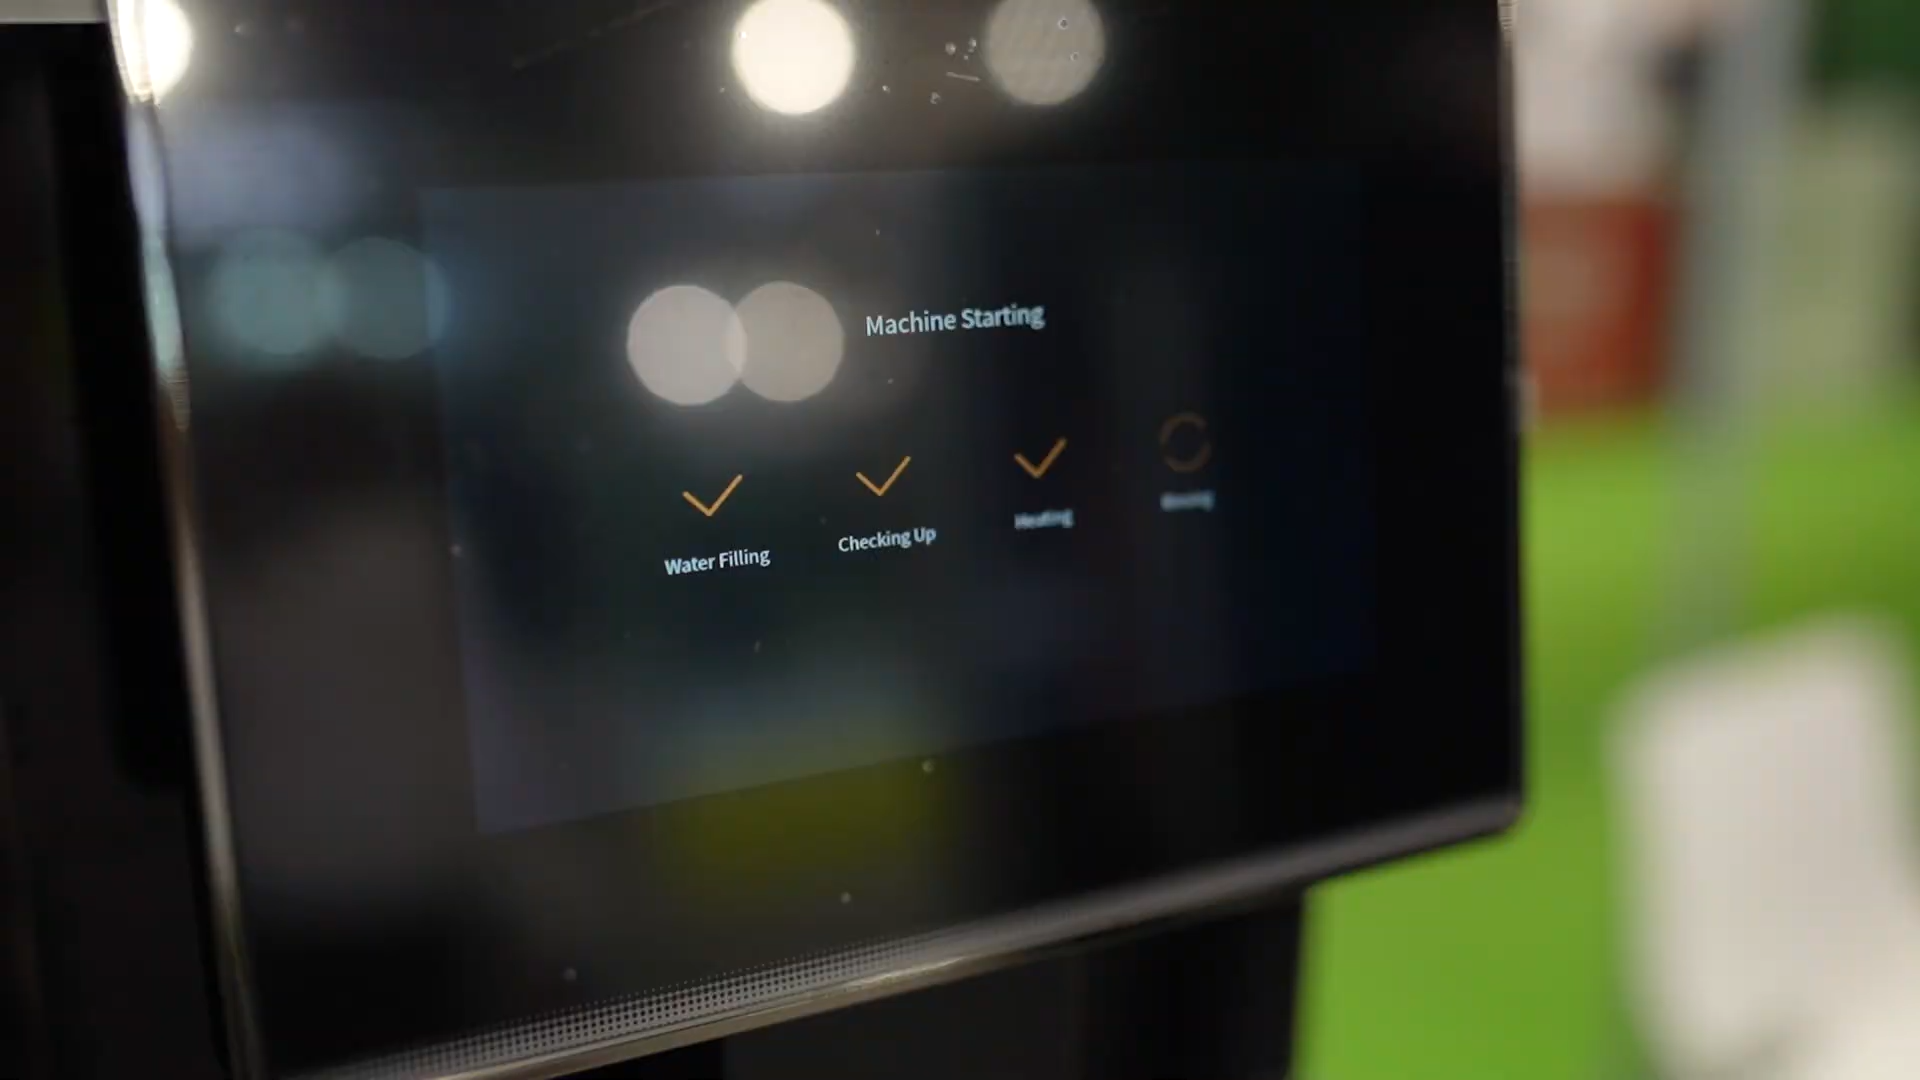 Machine Starting
Water Filling
Checking Up
Heating